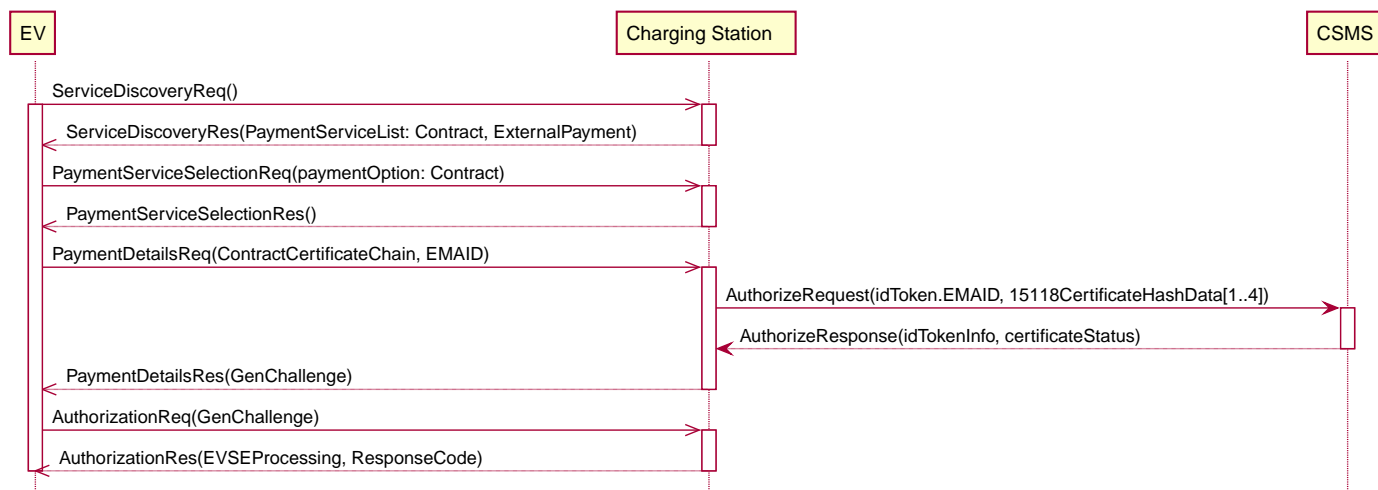 EV
Charging Station
CSMS
ServiceDiscoveryReq()
ServiceDiscoveryRes(PaymentServiceList: Contract, ExternalPayment)
PaymentServiceSelectionReq(paymentOption: Contract)
PaymentServiceSelectionRes()
PaymentDetailsReq(ContractCertificateChain, EMAID)
AuthorizeRequest(idToken.EMAID, 15118CertificateHashData[1..4])
AuthorizeResponse(idTokenInfo, certificateStatus)
PaymentDetailsRes(GenChallenge)
AuthorizationReq(GenChallenge)
AuthorizationRes(EVSEProcessing, ResponseCode)